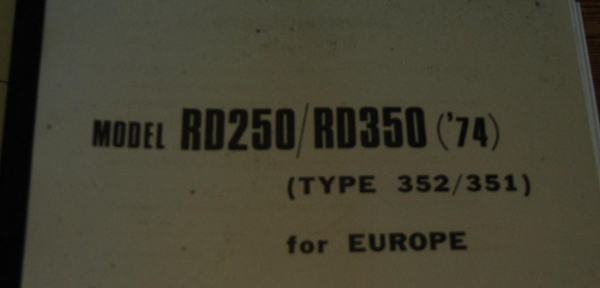 MODEL RD250/RD350 ('74)
(TYPE 352/351)
for EUROPE